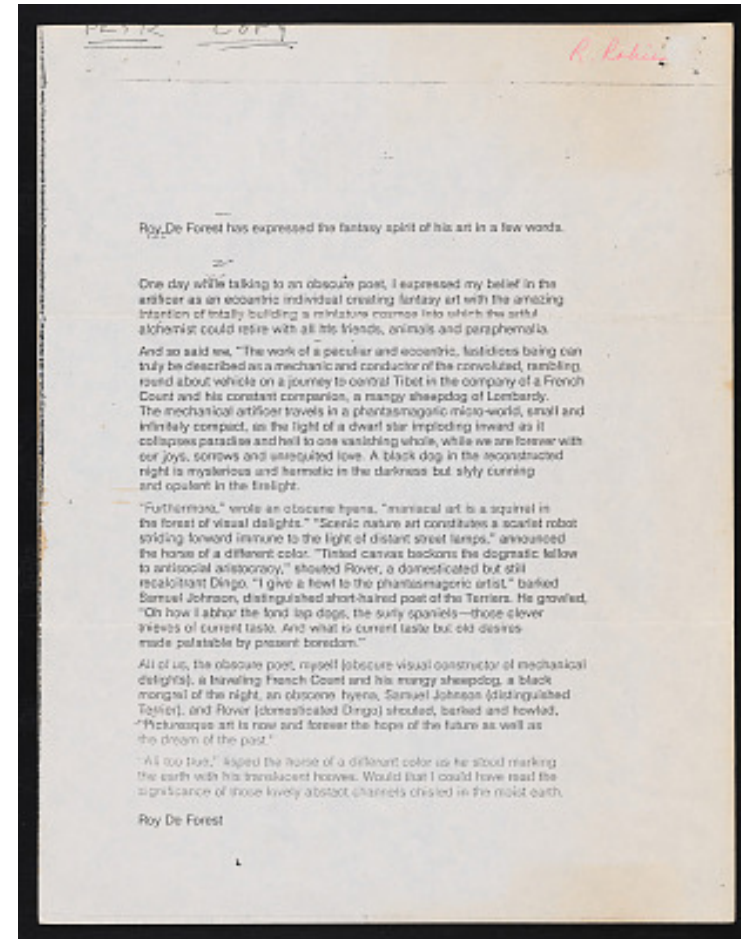 DESK COPY
Roy De Forest has expressed the fantasy spirit of his art in a few words.
One day while talking to an obscure poet, I expressed my belief in the
artificer as an eccentric individual creating fantasy art with the amazing
intention of totally building a miniature cosmos into which the artful
alchemist could retire with all his friends, animals and paraphernalia.
And so said we, "The work of a peculiar and eccentric, fastidious being can
truly be described as a mechanic and conductor of the convoluted, rambling,
round about vehicle on a journey to central Tibet in the company of a French
Count and his constant companion, a mangy sheepdog of Lombardy.
The mechanical artificer travels in a phantasmagoric micro-world, small and
infinitely compact, as the light of a dwarf star imploding inward as it
collapses paradise and hell to one vanishing whole, while we are forever with
our joys, sorrows and unrequited love. A black dog in the reconstructed
night is mysterious and hermetic in the darkness but slyly cunning
and opulent in the firelight.
"Furthermore," wrote an obscene hyena, "maniacal art is a squirrel in
the forest of visual delights." "Scenic nature art constitutes a scarlet robot
striding forward immune to the light of distant street lamps," announced
the horse of a different color. "Tinted canvas beckons the dogmatic fellow
to antisocial aristocracy," shouted Rover, a domesticated but still
recalcitrant Dingo. "I give a howl to the phantasmagoric artist," barked
Samuel Johnson, distinguished short-haired poet of the Terriers. He growled,
"Oh how I abhor the fond lap dogs, the surly spaniels—those clever
thieves of current taste. And what is current taste but old desires
made palatable by present boredom."
All of us, the obscure poet, myself (obscure visual constructor of mechanical
delights), a traveling French Count and his mangy sheepdog, a black
mongrel of the night, an obscene hyena, Samuel Johnson (distinguished
Terrier), and Rover (domesticated Dingo) shouted, barked and howled,
"Picturesque art is now and forever the hope of the future as well as
the dream of the past."
"All too true," lisped the horse of a different color as he stood marking
the earth with his translucent hooves. Would that I could have read the
significance of those lovely abstact channels chisled in the moist earth.
Roy De Forest